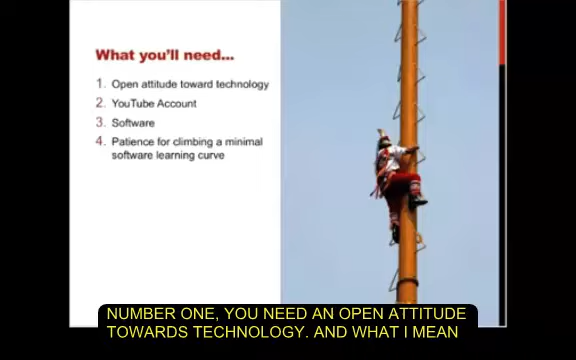 What you'll need...
1. Open attitude toward technology
2. YouTube Account
3. Software
4. Patience for climbing a minimal
software learning curve
NUMBER ONE, YOU NEED AN OPEN ATTITUDE
TOWARDS TECHNOLOGY. AND WHAT I MEAN